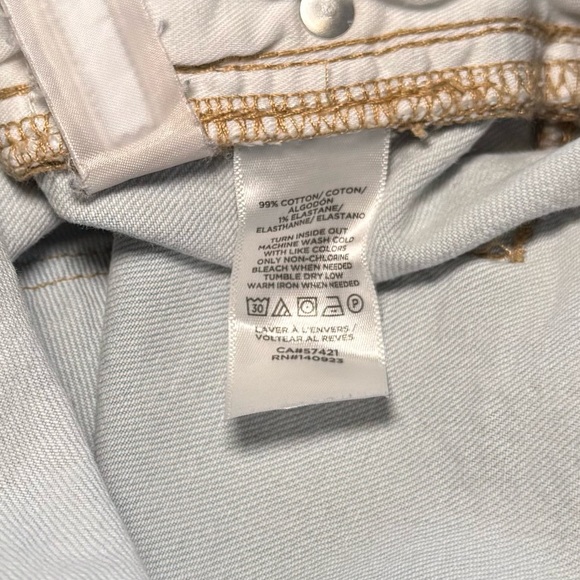 99% COTTON/ COTON/
ALGODÓN
1% ELASTANE/
ELASTHANNE/ ELASTANO
TURN INSIDE OUT
MACHINE WASH COLD
WITH LIKE COLORS
ONLY NON-CHLORINE
BLEACH WHEN NEEDED
TUMBLE DRY LOW
WARM IRON WHEN NEEDED
30 P
LAVER À L'ENVERS/
VOLTEAR AL REVÉS
CA#57421
RN#140923